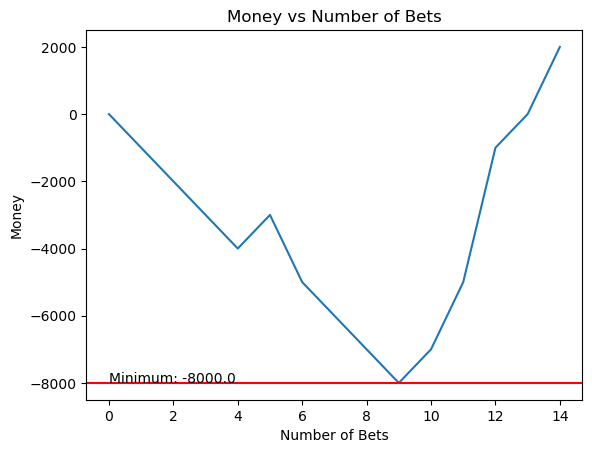 Money vs Number of Bets
2000
0
−2000
−4000
−6000
−8000
Money
Minimum: -8000.0
0 2 4 6 8 10 12 14
Number of Bets